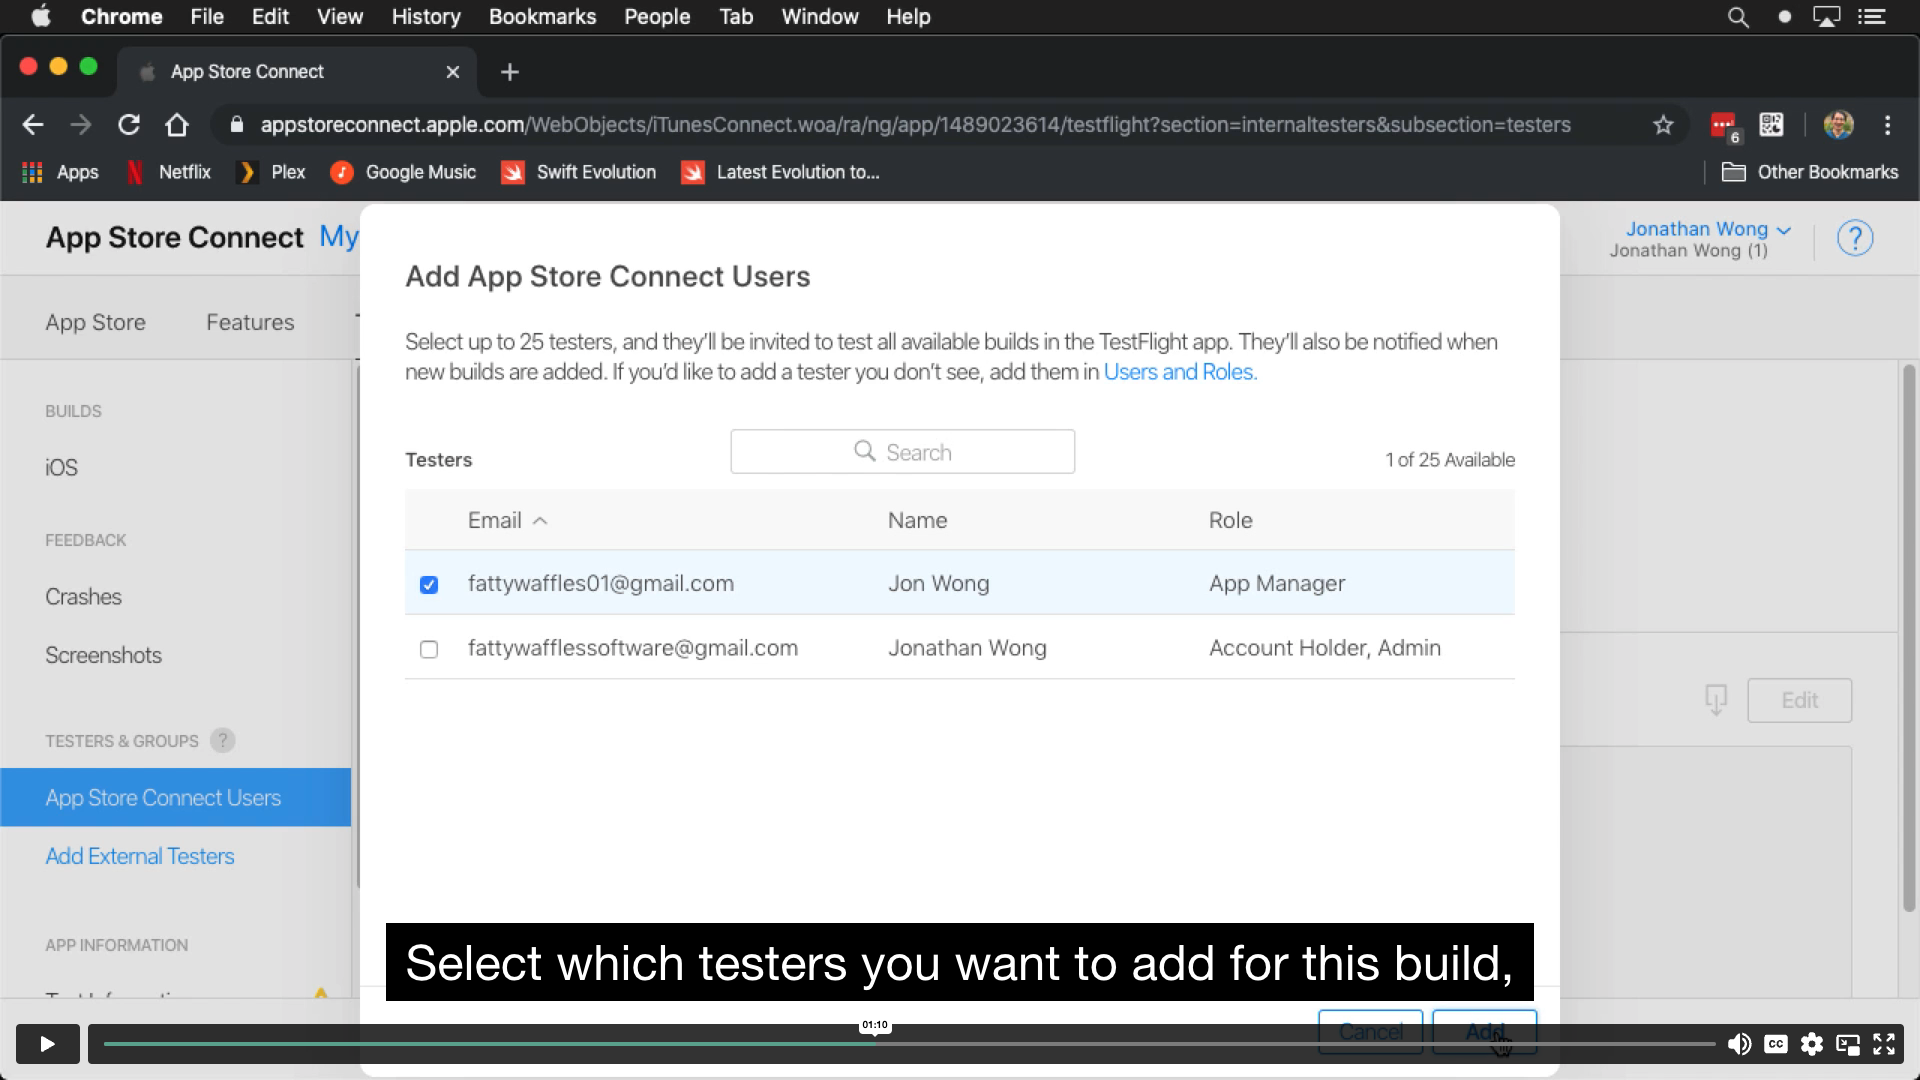 Chrome File Edit View History Bookmarks People Tab Window Help
App Store Connect
appstoreconnect.apple.com/WebObjects/iTunesConnect.woa/ra/ng/app/1489023614/testflight?section=internaltesters&subsection=testers
6
Apps Netflix Plex Google Music Swift Evolution Latest Evolution to... Other Bookmarks
App Store Connect My
Jonathan Wong
Jonathan Wong (1)
?
App Store Features
Add App Store Connect Users
Select up to 25 testers, and they'll be invited to test all available builds in the TestFlight app. They'll also be notified when
new builds are added. If you'd like to add a tester you don't see, add them in Users and Roles.
BUILDS
iOS
FEEDBACK
Crashes
Screenshots
TESTERS & GROUPS ?
App Store Connect Users
Add External Testers
APP INFORMATION
Testers Search 1 of 25 Available
Email Name Role
fattywaffles01@gmail.com Jon Wong App Manager
fattywafflessoftware@gmail.com Jonathan Wong Account Holder, Admin
Edit
Select which testers you want to add for this build,
Cancel Add
01:10
CC